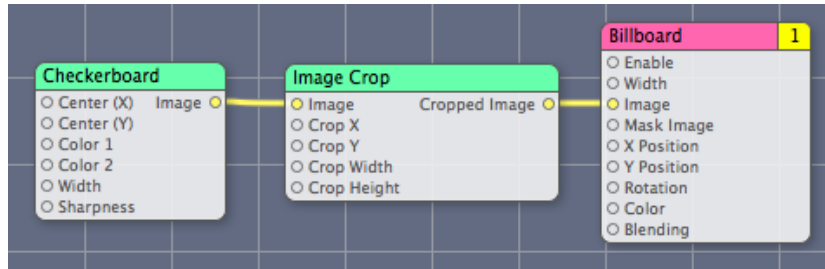 Checkerboard
Center (X) Image
Center (Y)
Color 1
Color 2
Width
Sharpness
Image Crop
Image Cropped Image
Crop X
Crop Y
Crop Width
Crop Height
Billboard 1
Enable
Width
Image
Mask Image
X Position
Y Position
Rotation
Color
Blending